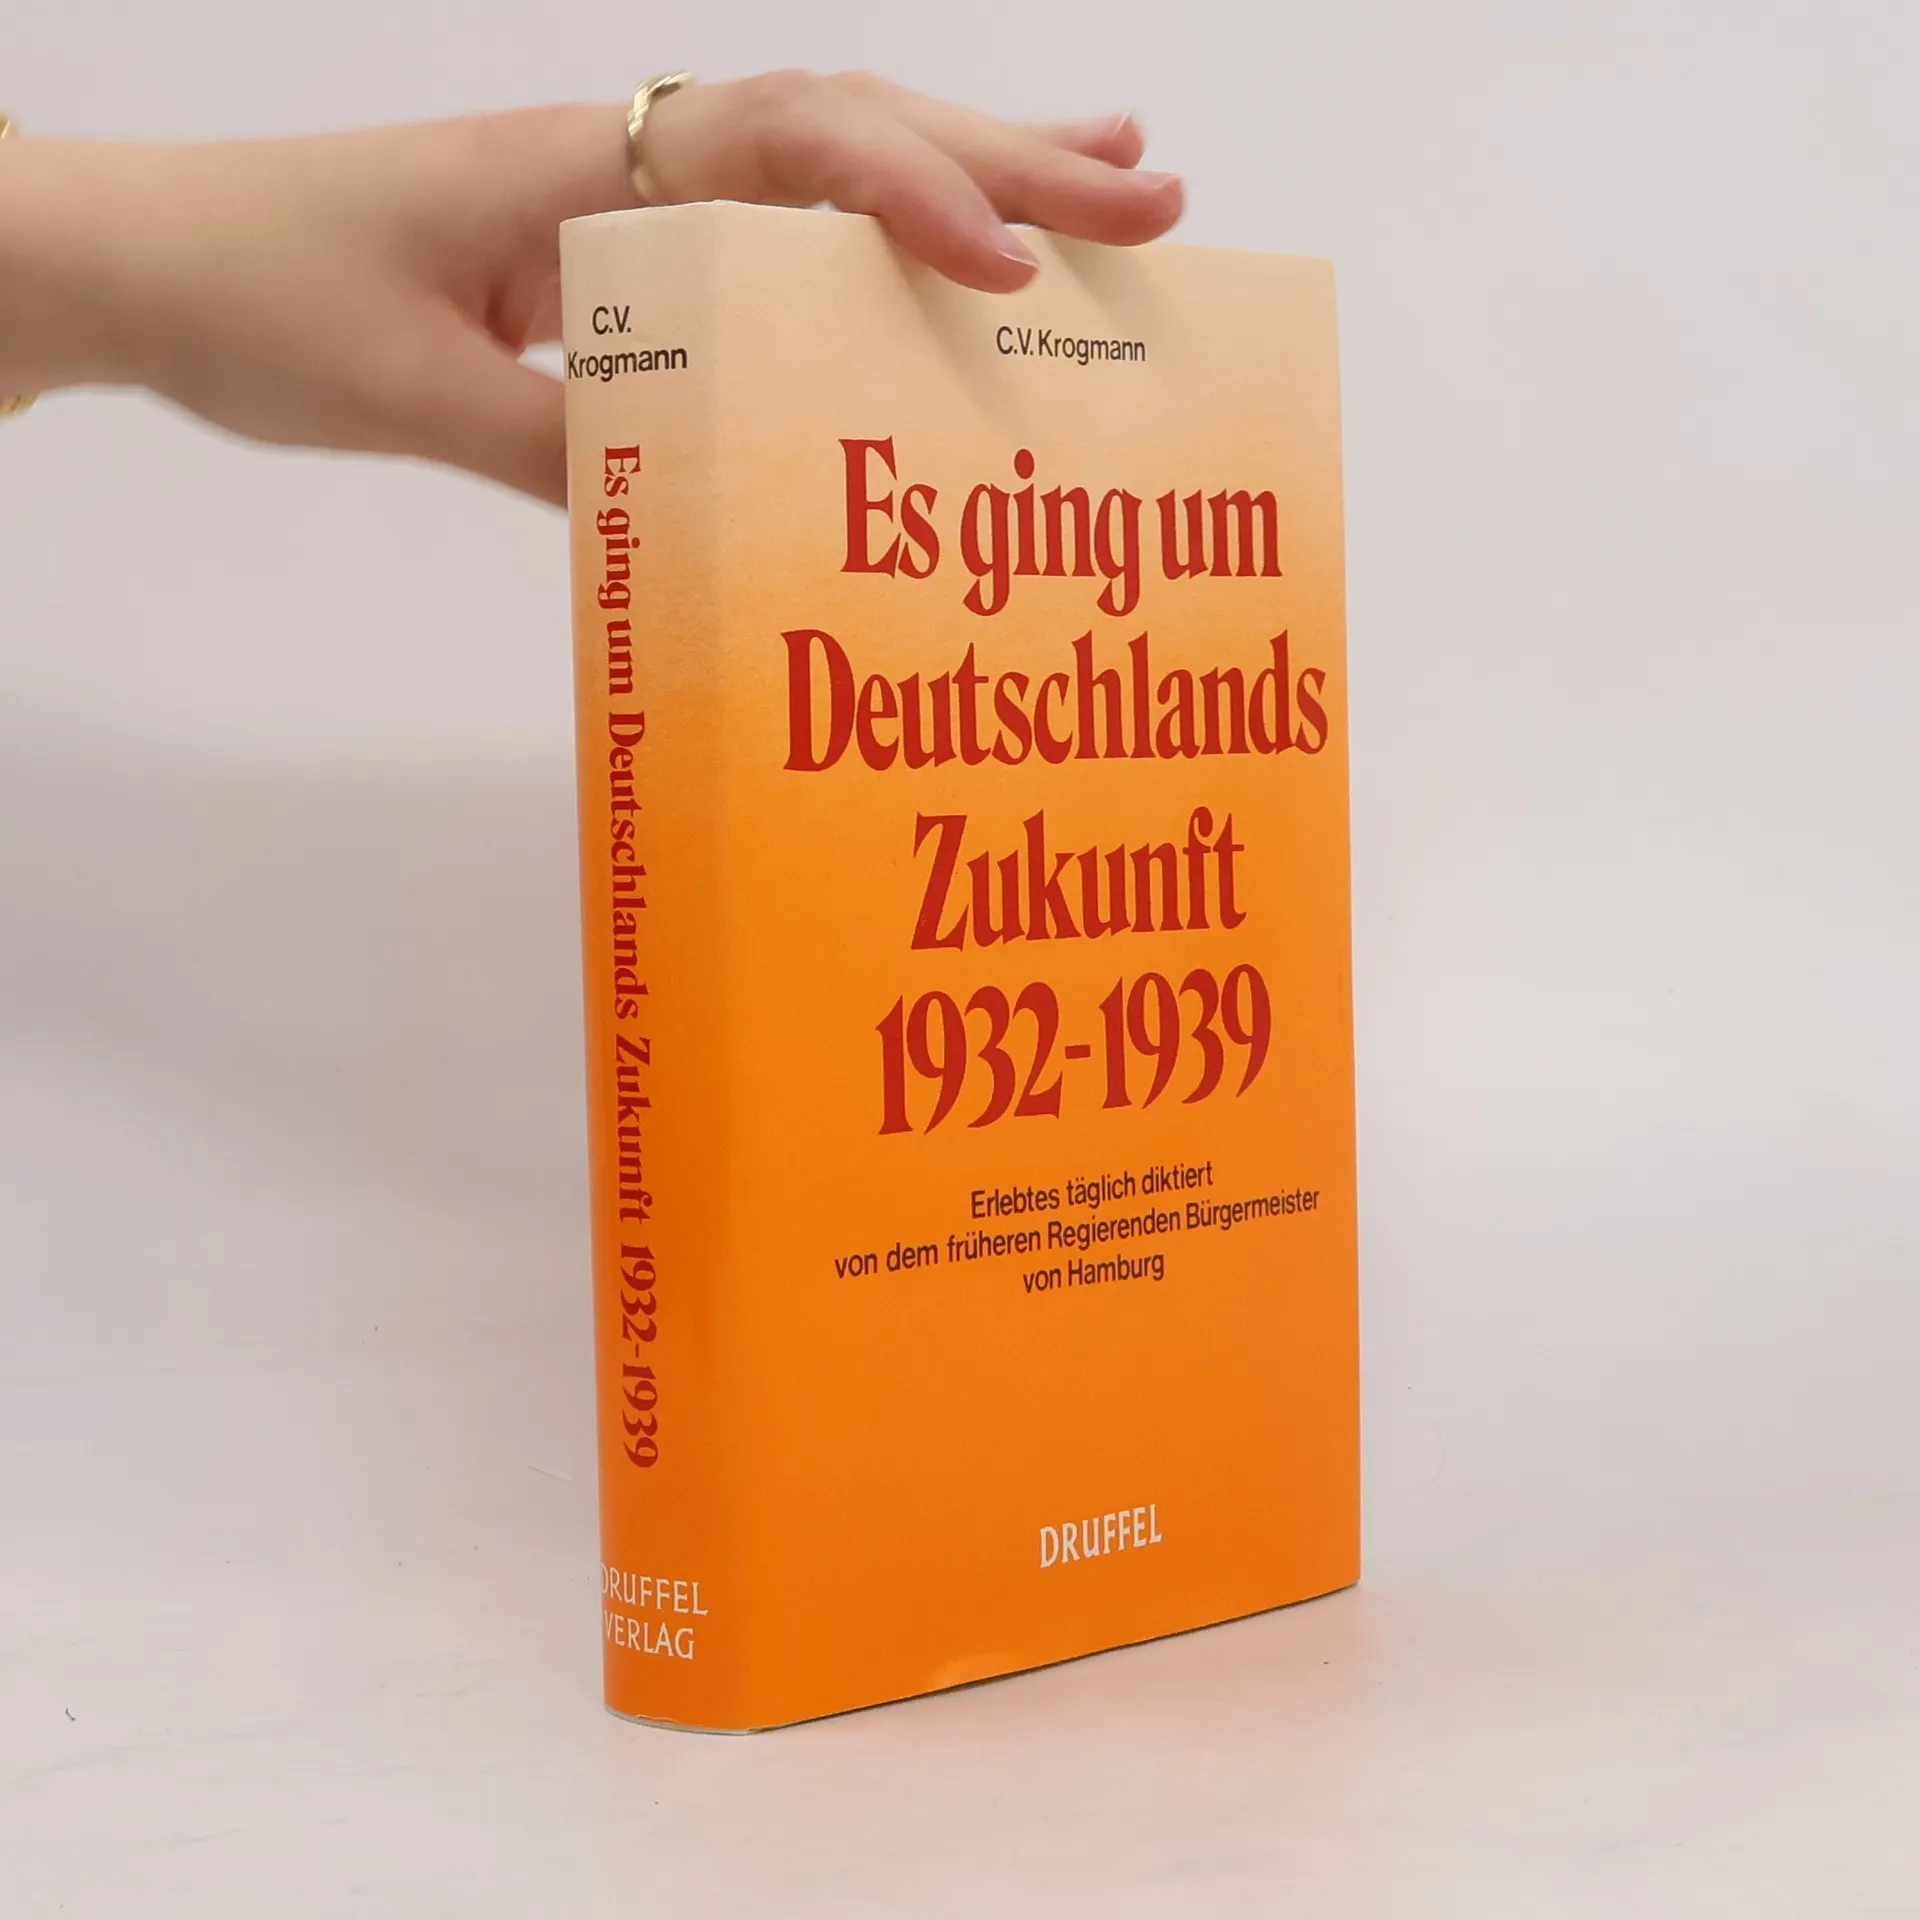 C.V.
Krogmann
Es ging um Deutschlands Zukunft 1932-1939
DRUFFEL
VERLAG
C.V. Krogmann
Es ging um
Deutschlands
Zukunft
1932-1939
Erlebtes täglich diktiert
von dem früheren Regierenden Bürgermeister
von Hamburg
DRUFFEL